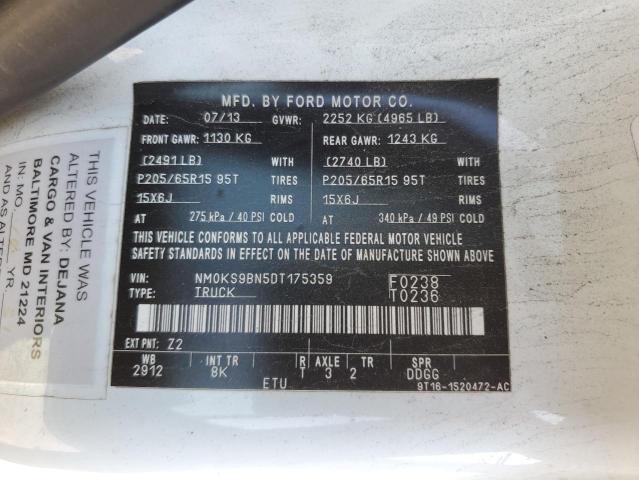 MFD. BY FORD MOTOR CO.
DATE: 07/13 GVWR: 2252 KG (4965 LB)
FRONT GAWR: 1130 KG REAR GAWR: 1243 KG
(2491 LB) WITH (2740 LB) WITH
P205/65R15 95T TIRES P205/65R15 95T TIRES
15X6J RIMS 15X6J RIMS
AT 275 kPa / 40 PSI COLD AT 340 kPa / 49 PSI COLD
THIS VEHICLE CONFORMS TO ALL APPLICABLE FEDERAL MOTOR VEHICLE
SAFETY STANDARDS IN EFFECT ON THE DATE OF MANUFACTURE SHOWN ABOVE.
VIN: NM0KS9BN5DT175359 F0238
TYPE: TRUCK T0236
EXT PNT: Z2
WB INT TR R AXLE TR SPR
2912 8K T 3 2 DDGG
ETU 9T16-1520472-AC
THIS VEHICLE WAS
ALTERED BY: DEJANA
CARGO & VAN INTERIORS
BALTIMORE MD 21224
IN: MO. YR.
AND AS ALTE